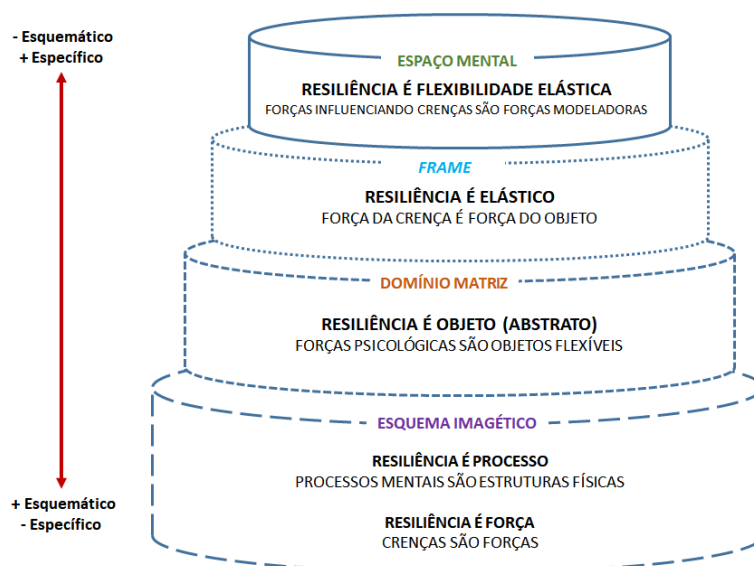 - Esquemático
+ Específico
ESPAÇO MENTAL
RESILIÊNCIA É FLEXIBILIDADE ELÁSTICA
FORÇAS INFLUENCIANDO CRENÇAS SÃO FORÇAS MODELADORAS
FRAME
RESILIÊNCIA É ELÁSTICO
FORÇA DA CRENÇA É FORÇA DO OBJETO
DOMÍNIO MATRIZ
RESILIÊNCIA É OBJETO (ABSTRATO)
FORÇAS PSICOLÓGICAS SÃO OBJETOS FLEXÍVEIS
ESQUEMA IMAGÉTICO
RESILIÊNCIA É PROCESSO
PROCESSOS MENTAIS SÃO ESTRUTURAS FÍSICAS
RESILIÊNCIA É FORÇA
CRENÇAS SÃO FORÇAS
+ Esquemático
- Específico